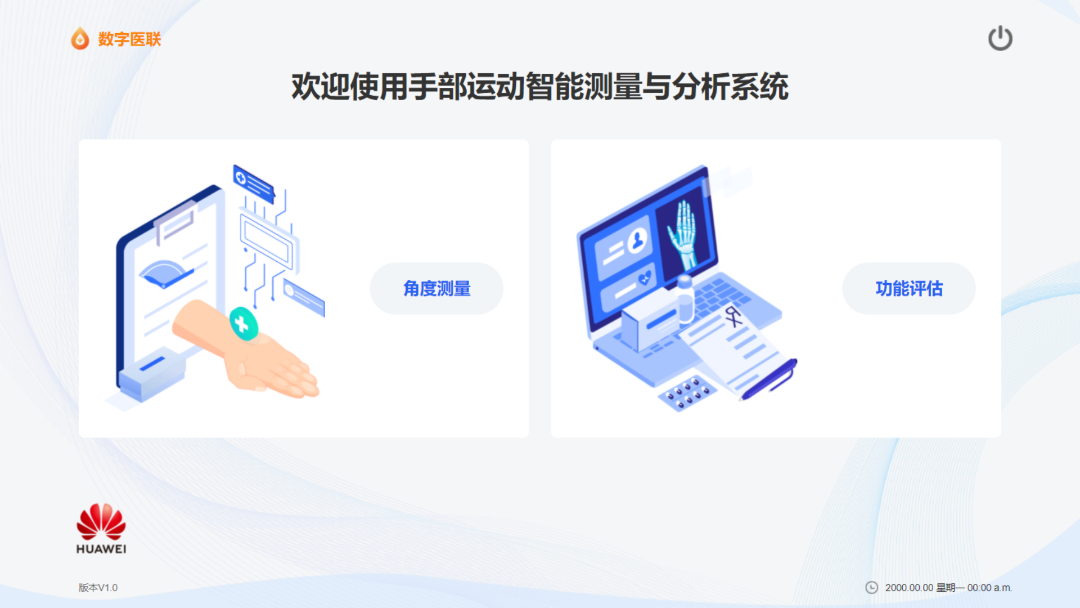 数字医联
欢迎使用手部运动智能测量与分析系统
角度测量
功能评估
HUAWEI
版本V1.0
2000.00.00 星期一 00:00 a.m.